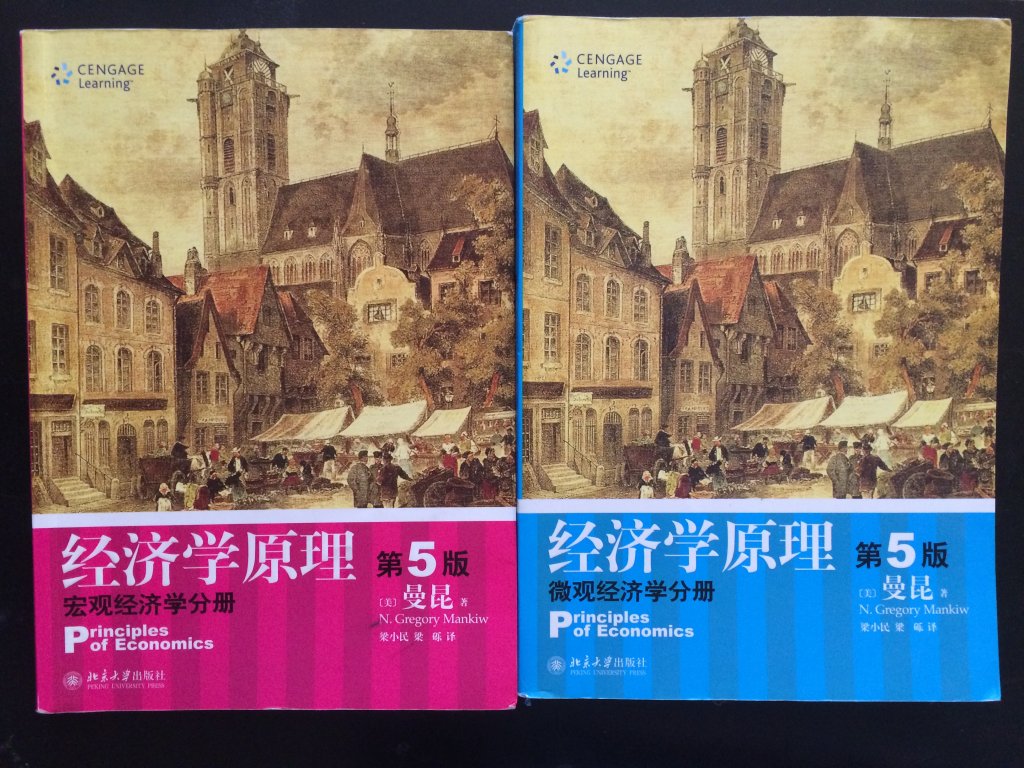 CENGAGE
Learning™
经济学原理 第5版
宏观经济学分册
[美] 曼昆 著
N. Gregory Mankiw
Principles
of Economics
梁小民 梁 砾 译
北京大学出版社
PEKING UNIVERSITY PRESS
CENGAGE
Learning™
经济学原理 第5版
微观经济学分册
[美] 曼昆 著
N. Gregory Mankiw
Principles
of Economics
梁小民 梁 砾 译
北京大学出版社
PEKING UNIVERSITY PRESS